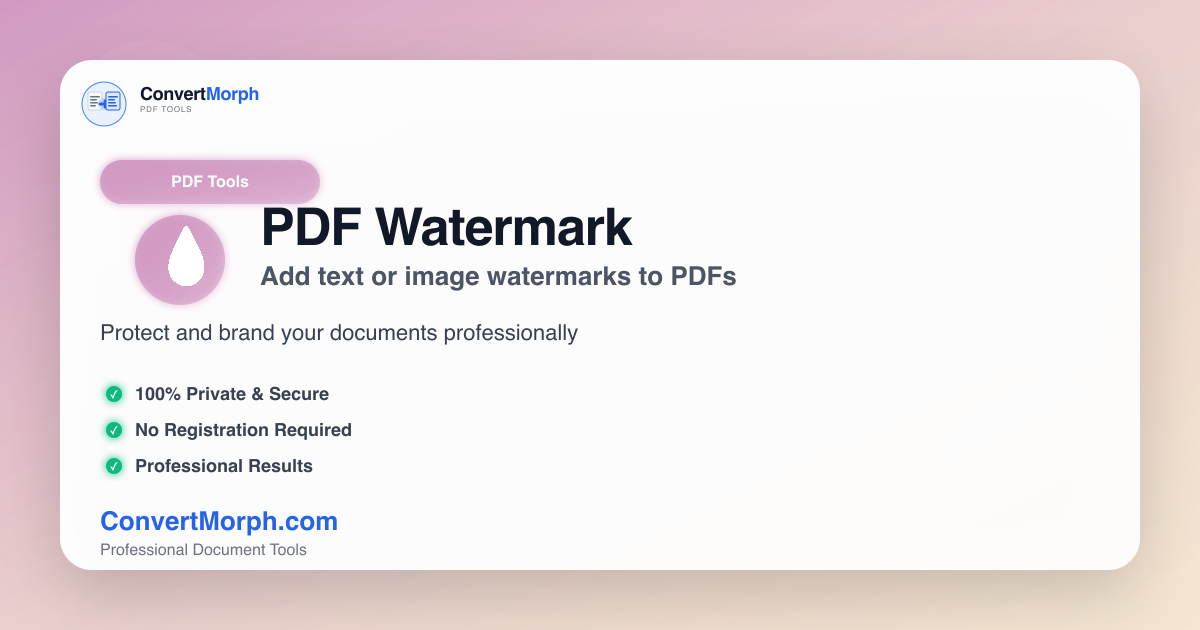 ConvertMorph
PDF TOOLS
PDF Tools
PDF Watermark
Add text or image watermarks to PDFs
Protect and brand your documents professionally
100% Private & Secure
No Registration Required
Professional Results
ConvertMorph.com
Professional Document Tools